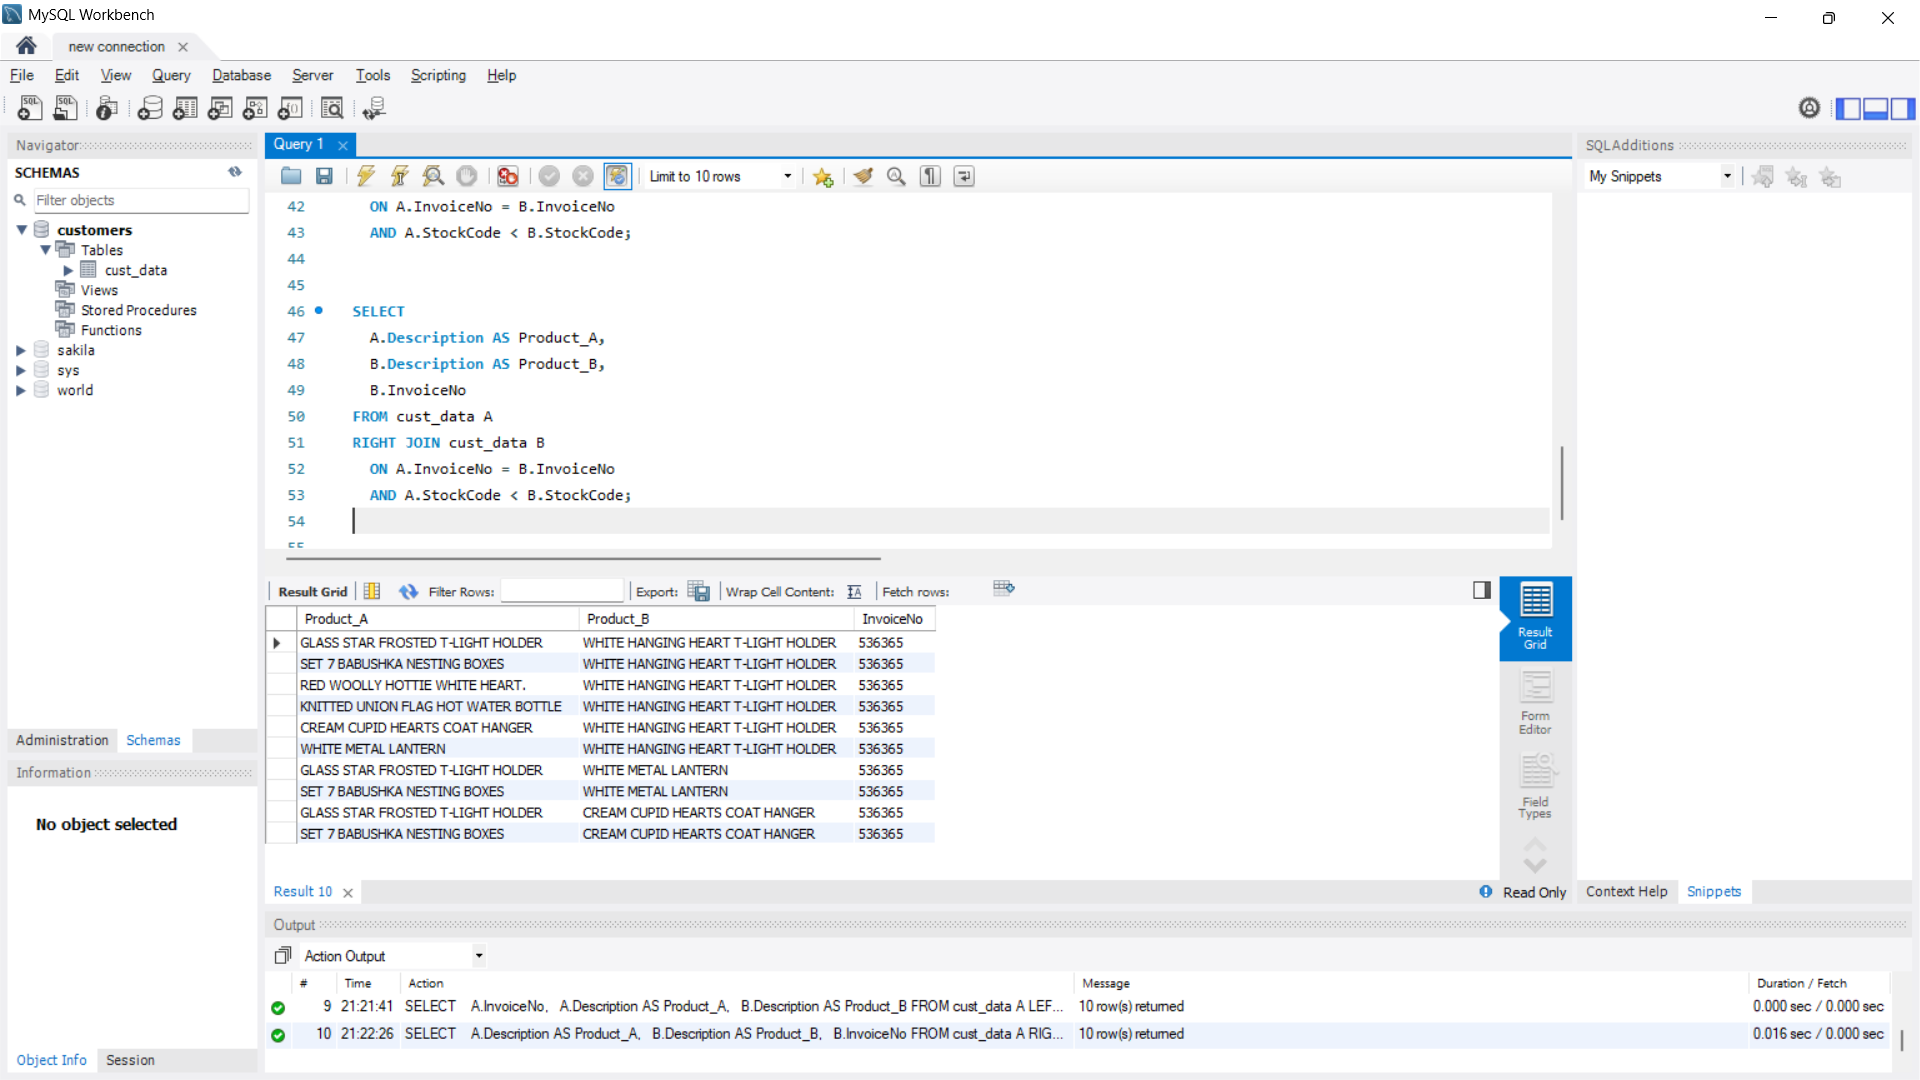 MySQL Workbench
new connection
File Edit View Query Database Server Tools Scripting Help
Navigator
SCHEMAS
Filter objects
customers
Tables
cust_data
Views
Stored Procedures
Functions
sakila
sys
world
Administration Schemas
Information
No object selected
Object Info Session
Query 1
Limit to 10 rows
42 ON A.InvoiceNo = B.InvoiceNo
43 AND A.StockCode < B.StockCode;
44
45
46 SELECT
47 A.Description AS Product_A,
48 B.Description AS Product_B,
49 B.InvoiceNo
50 FROM cust_data A
51 RIGHT JOIN cust_data B
52 ON A.InvoiceNo = B.InvoiceNo
53 AND A.StockCode < B.StockCode;
54
55
Result Grid Filter Rows: Export: Wrap Cell Content: Fetch rows:
Product_A Product_B InvoiceNo
GLASS STAR FROSTED T-LIGHT HOLDER WHITE HANGING HEART T-LIGHT HOLDER 536365
SET 7 BABUSHKA NESTING BOXES WHITE HANGING HEART T-LIGHT HOLDER 536365
RED WOOLLY HOTTIE WHITE HEART. WHITE HANGING HEART T-LIGHT HOLDER 536365
KNITTED UNION FLAG HOT WATER BOTTLE WHITE HANGING HEART T-LIGHT HOLDER 536365
CREAM CUPID HEARTS COAT HANGER WHITE HANGING HEART T-LIGHT HOLDER 536365
WHITE METAL LANTERN WHITE HANGING HEART T-LIGHT HOLDER 536365
GLASS STAR FROSTED T-LIGHT HOLDER WHITE METAL LANTERN 536365
SET 7 BABUSHKA NESTING BOXES WHITE METAL LANTERN 536365
GLASS STAR FROSTED T-LIGHT HOLDER CREAM CUPID HEARTS COAT HANGER 536365
SET 7 BABUSHKA NESTING BOXES CREAM CUPID HEARTS COAT HANGER 536365
Result
Grid
Form
Editor
Field
Types
Result 10
Read Only
SQLAdditions
My Snippets
Context Help Snippets
Output
Action Output
# Time Action Message Duration / Fetch
9 21:21:41 SELECT A.InvoiceNo, A.Description AS Product_A, B.Description AS Product_B FROM cust_data A LEF... 10 row(s) returned 0.000 sec / 0.000 sec
10 21:22:26 SELECT A.Description AS Product_A, B.Description AS Product_B, B.InvoiceNo FROM cust_data A RIG... 10 row(s) returned 0.016 sec / 0.000 sec